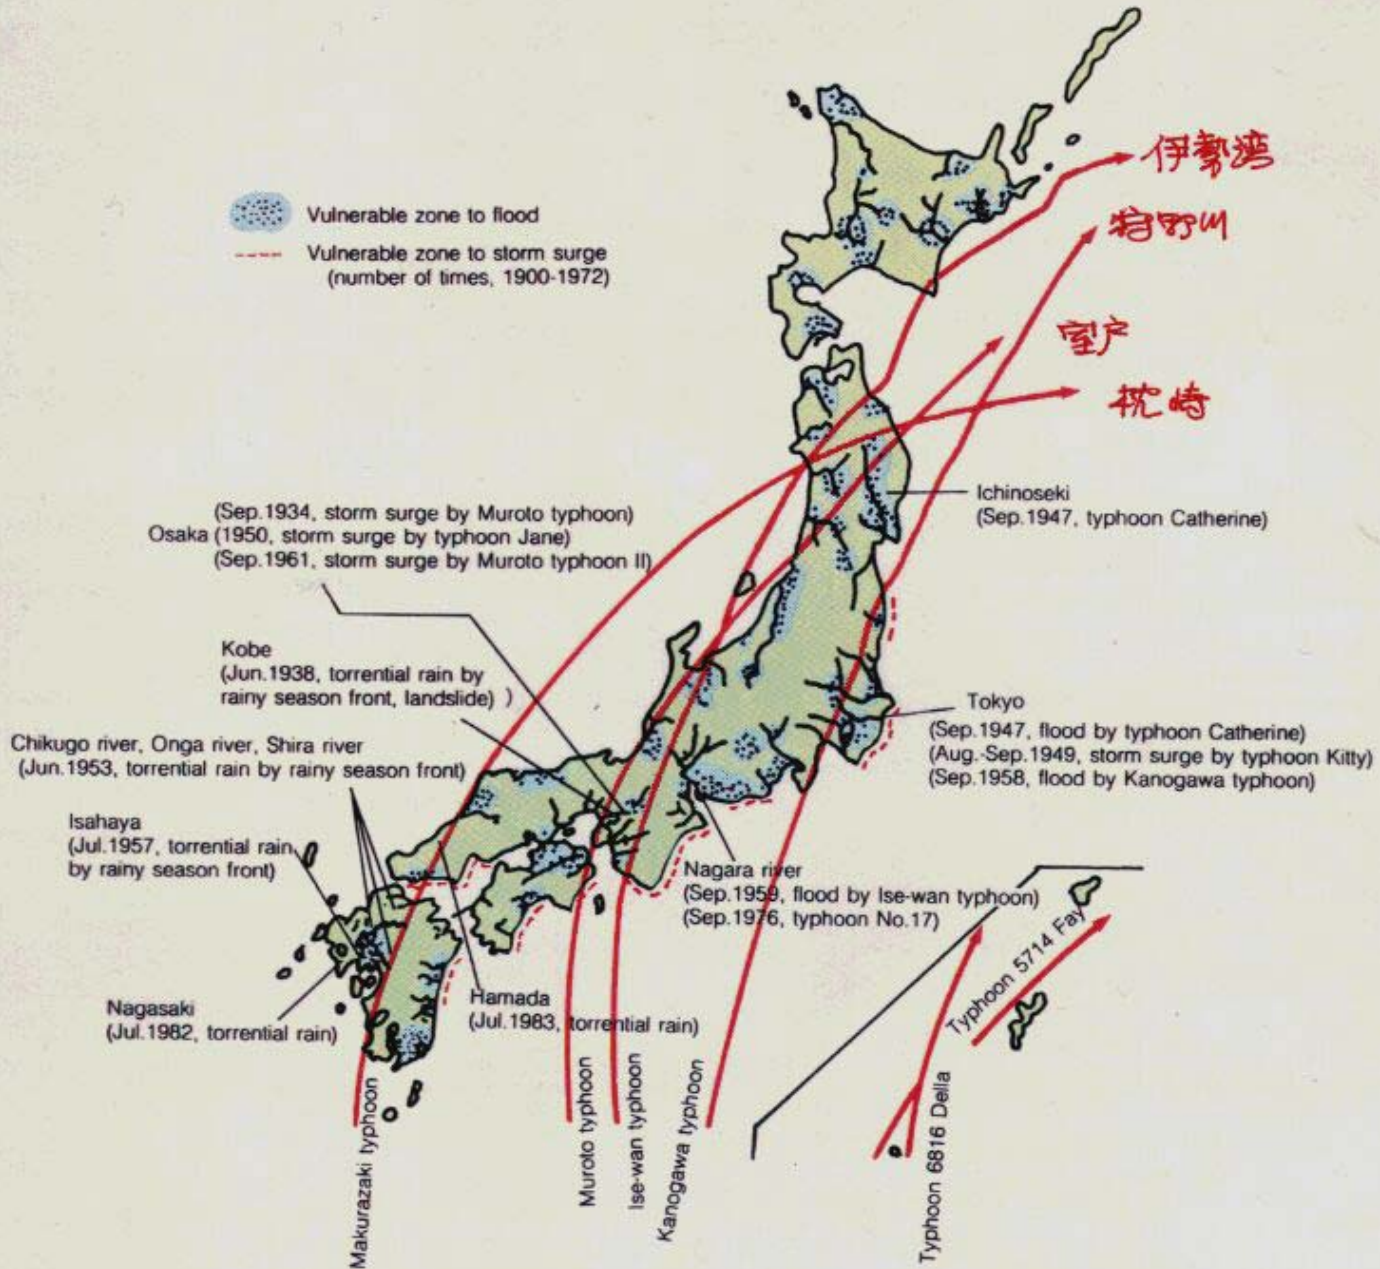 伊勢湾
狩野川
室戸
枕崎
Vulnerable zone to flood
Vulnerable zone to storm surge
(number of times, 1900-1972)
Ichinoseki
(Sep.1947, typhoon Catherine)
(Sep.1934, storm surge by Muroto typhoon)
Osaka (1950, storm surge by typhoon Jane)
(Sep.1961, storm surge by Muroto typhoon II)
Kobe
(Jun.1938, torrential rain by
rainy season front, landslide) )
Chikugo river, Onga river, Shira river
(Jun.1953, torrential rain by rainy season front)
Isahaya
(Jul.1957, torrential rain
by rainy season front)
Tokyo
(Sep.1947, flood by typhoon Catherine)
(Aug.-Sep.1949, storm surge by typhoon Kitty)
(Sep.1958, flood by Kanogawa typhoon)
Nagara river
(Sep.1959, flood by Ise-wan typhoon)
(Sep.1976, typhoon No.17)
Nagasaki
(Jul.1982, torrential rain)
Hamada
(Jul.1983, torrential rain)
Makurazaki typhoon
Muroto typhoon
Ise-wan typhoon
Kanogawa typhoon
Typhoon 6816 Della
Typhoon 5714 Fay